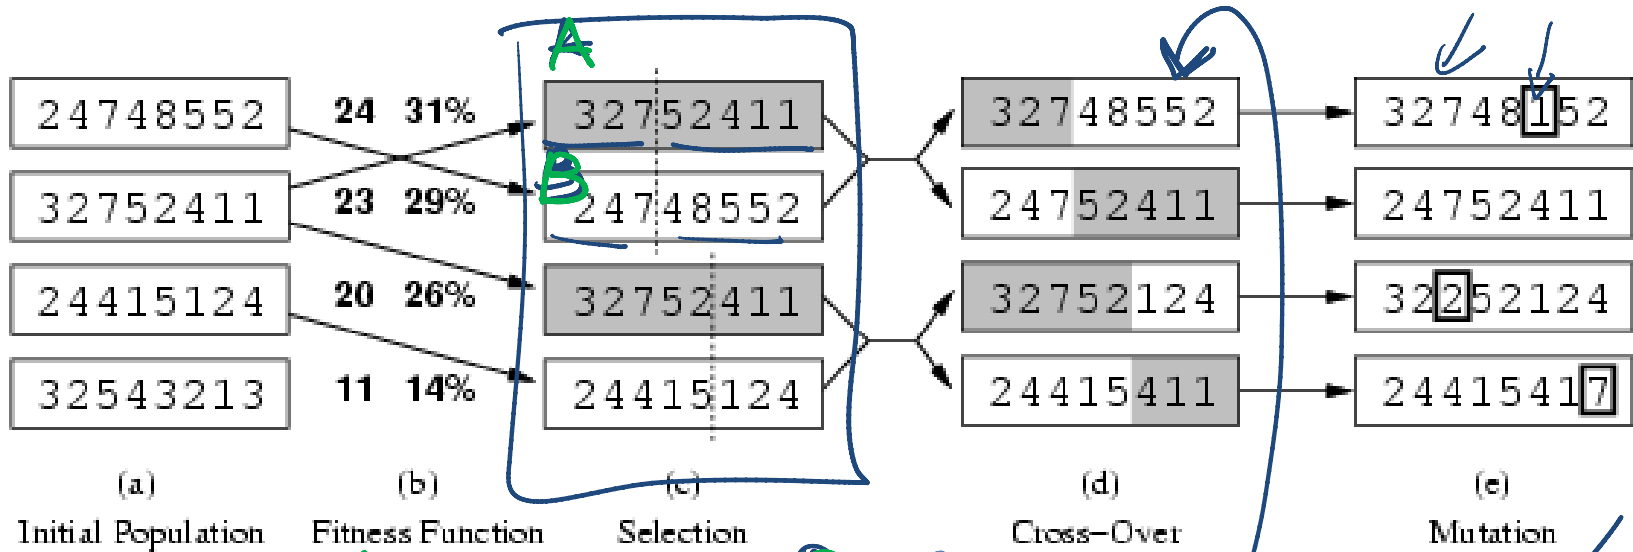 A
24748552 24 31% 32752411 32748552 32748152
B
32752411 23 29% 24748552 24752411 24752411
24415124 20 26% 32752411 32752124 32252124
32543213 11 14% 24415124 24415411 24415417
(a) (b) (c) (d) (e)
Initial Population Fitness Function Selection Cross-Over Mutation